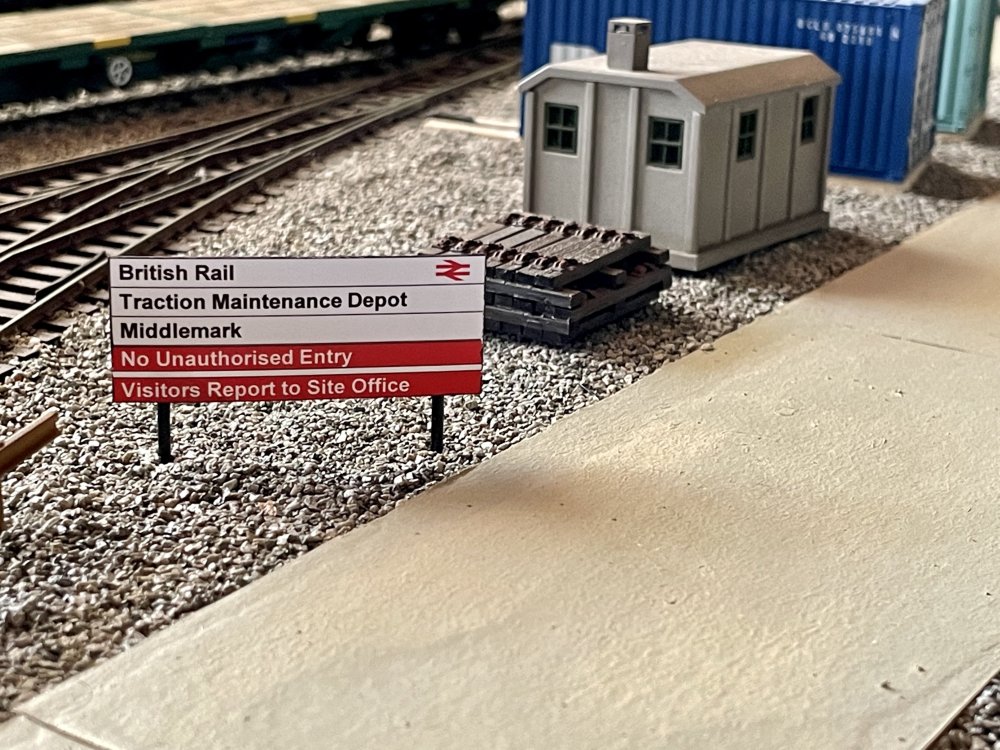 British Rail
Traction Maintenance Depot
Middlemark
No Unauthorised Entry
Visitors Report to Site Office